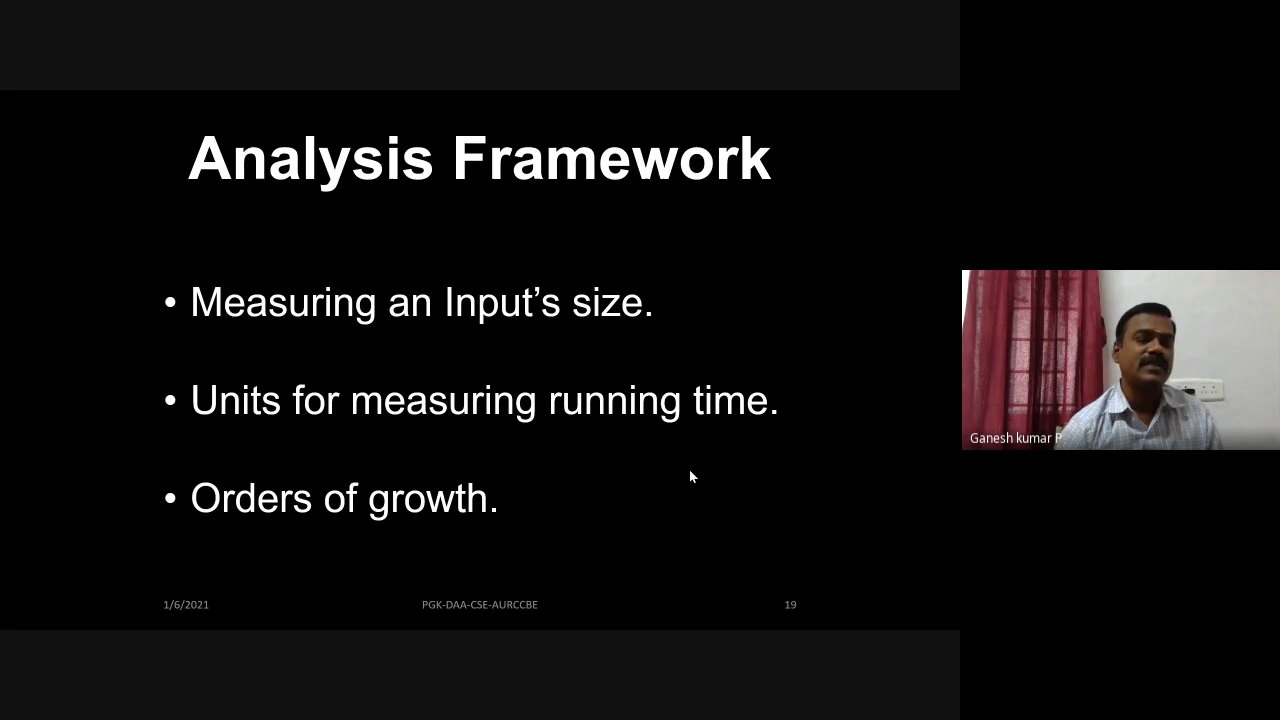 Analysis Framework
• Measuring an Input’s size.
• Units for measuring running time.
• Orders of growth.
1/6/2021
PGK-DAA-CSE-AURCCBE
19
Ganesh kumar P